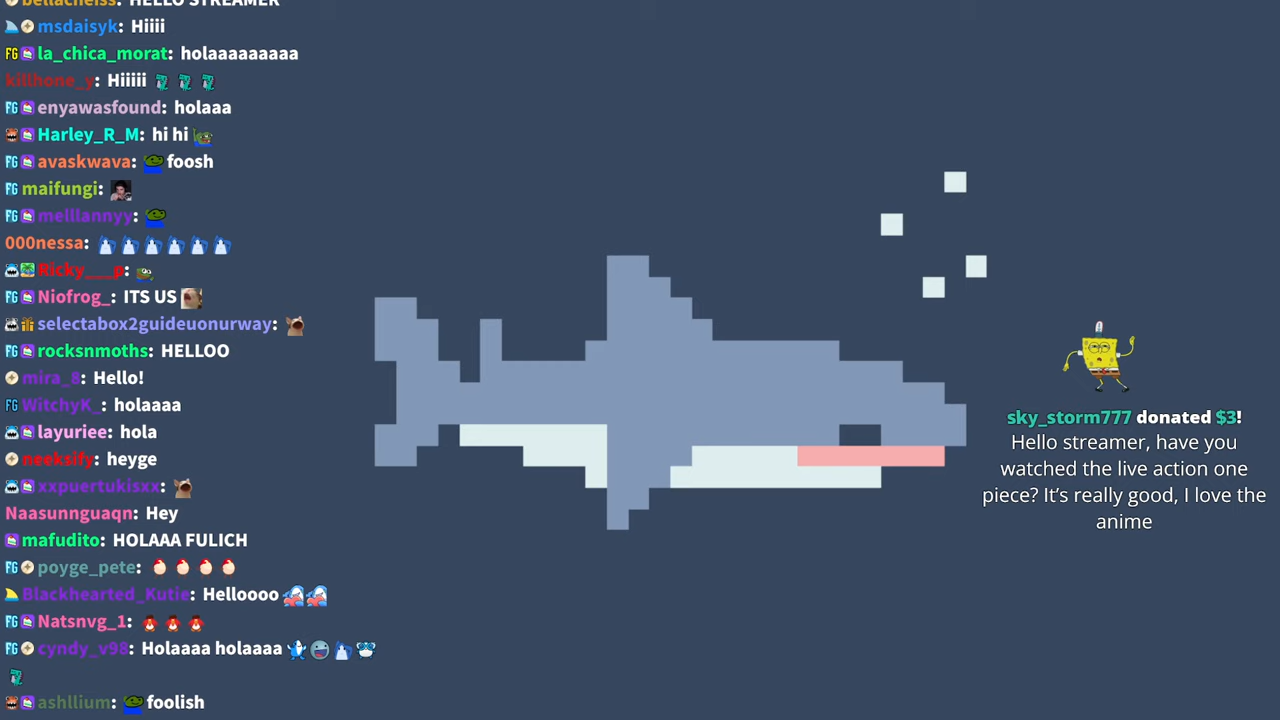 bellacheiss: HELLO STREAMER
msdaisyk: Hiiii
la_chica_morat: holaaaaaaaaa
killhone_y: Hiiiii
enyawasfound: holaaa
Harley_R_M: hi hi
avaskwava: foosh
maifungi:
melllannyy:
000nessa:
Ricky___p:
Niofrog_: ITS US
selectabox2guideuonurway:
rocksnmoths: HELLOO
mira_8: Hello!
WitchyK_: holaaaa
layuriee: hola
neeksify: heyge
xxpuertukisxx:
Naasunnguaqn: Hey
mafudito: HOLAAA FULICH
poyge_pete:
Blackhearted_Kutie: Helloooo
Natsnvg_1:
cyndy_v98: Holaaaa holaaaa
ashllium: foolish
sky_storm777 donated $3!
Hello streamer, have you
watched the live action one
piece? It's really good, I love the
anime